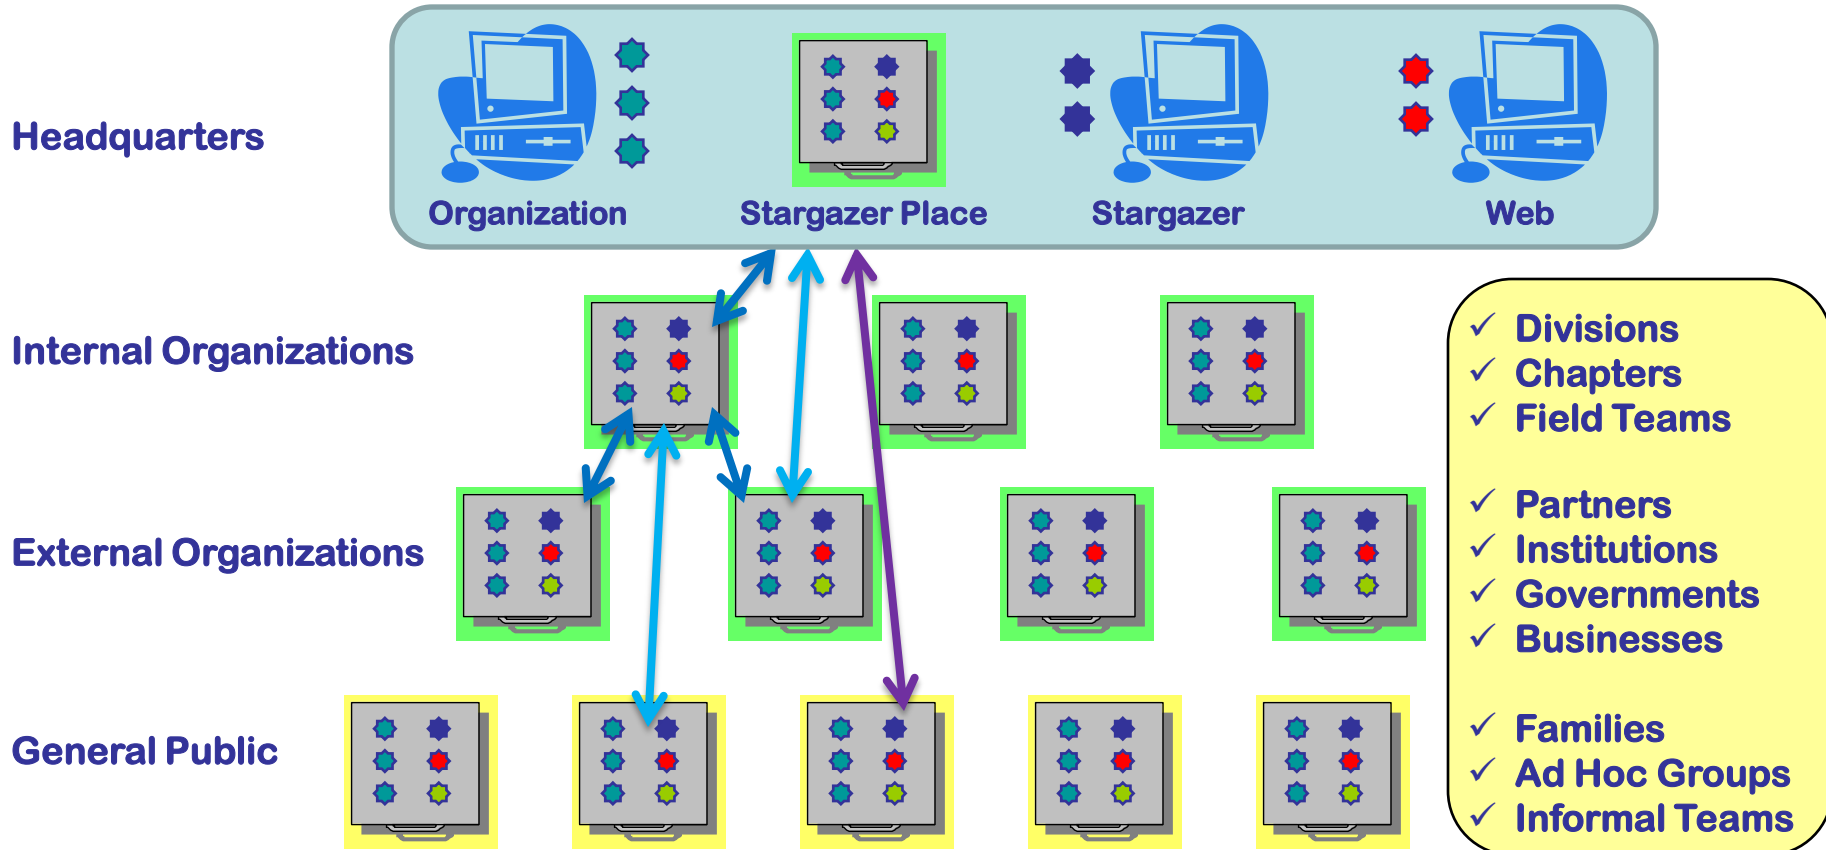 Headquarters
Organization
Stargazer Place
Stargazer
Web
Internal Organizations
✓ Divisions
✓ Chapters
✓ Field Teams
External Organizations
✓ Partners
✓ Institutions
✓ Governments
✓ Businesses
General Public
✓ Families
✓ Ad Hoc Groups
✓ Informal Teams